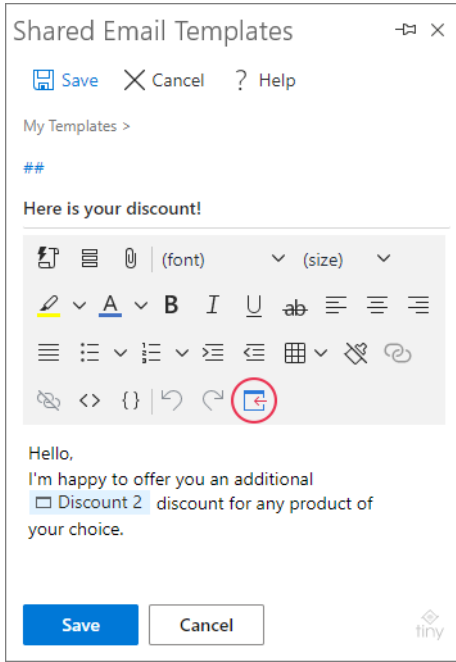 Shared Email Templates
Save Cancel ? Help
My Templates >
##
Here is your discount!
(font) (size)
A B I U ab
<> {}
Hello,
I'm happy to offer you an additional
Discount 2 discount for any product of
your choice.
Save Cancel
tiny